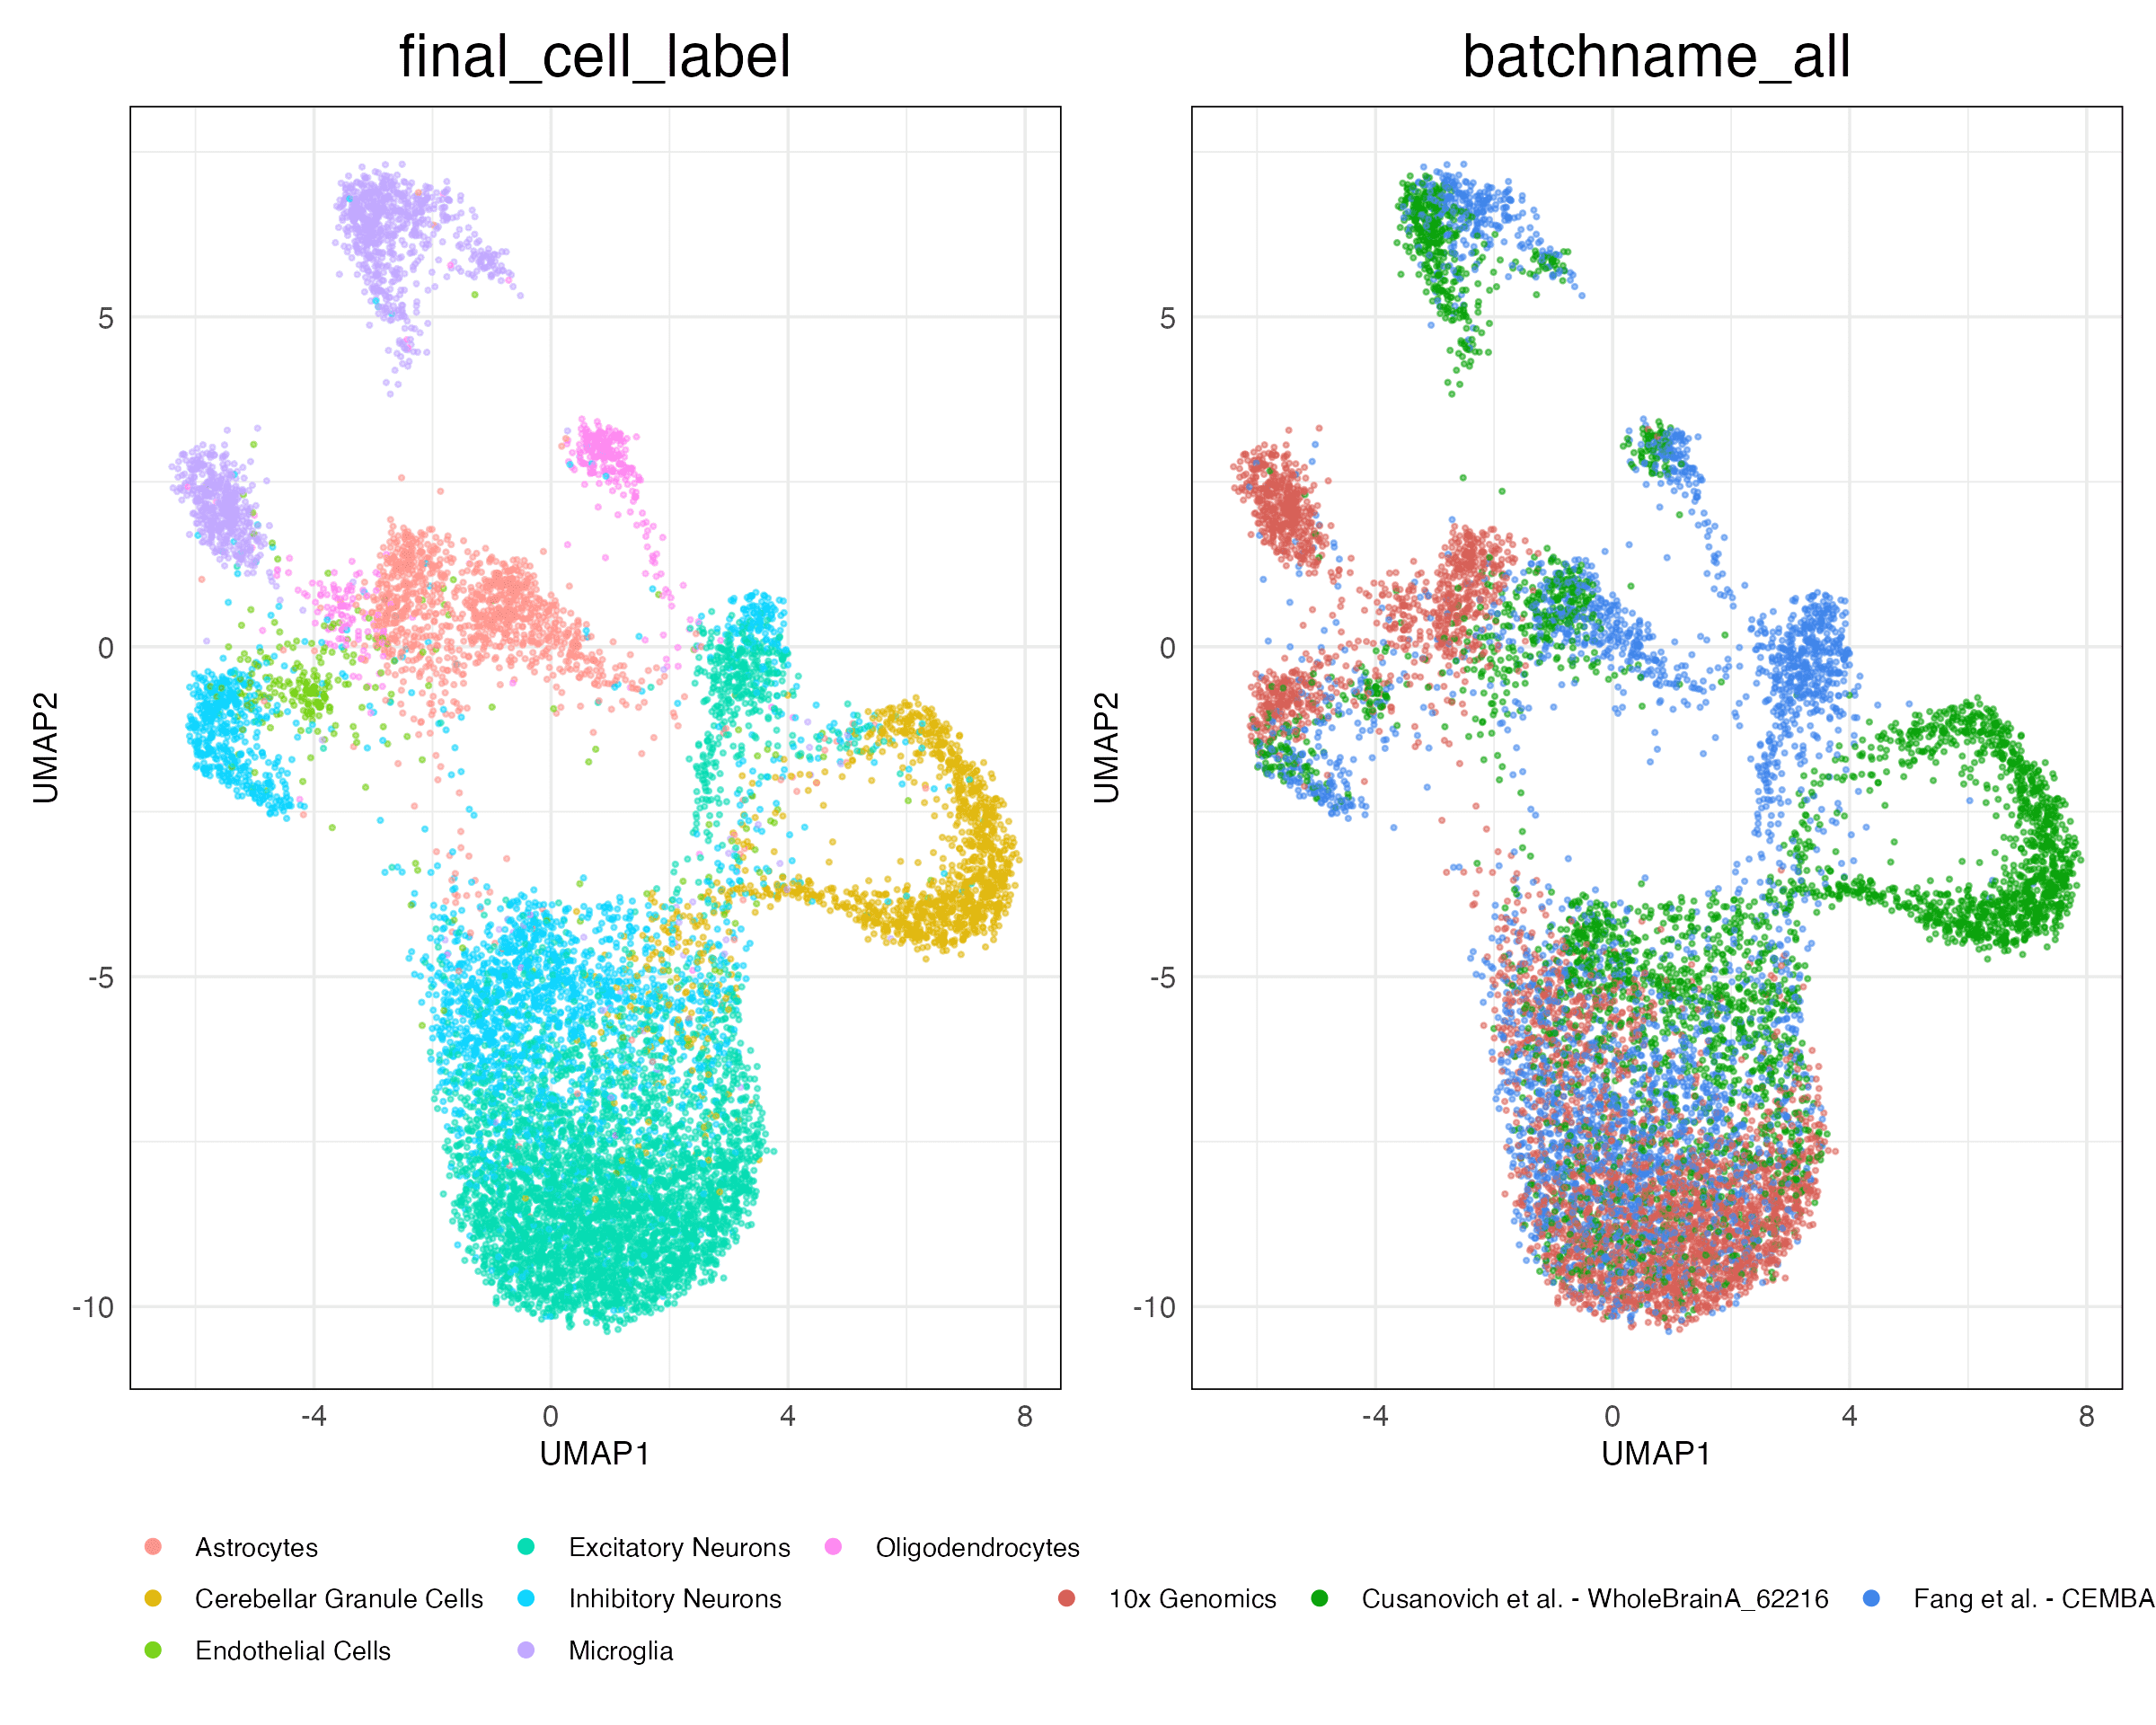 final_cell_label
batchname_all
5
0
-5
-10
UMAP2
-4 0 4 8
UMAP1
5
0
-5
-10
UMAP2
-4 0 4 8
UMAP1
Astrocytes Excitatory Neurons Oligodendrocytes
Cerebellar Granule Cells Inhibitory Neurons
Endothelial Cells Microglia
10x Genomics Cusanovich et al. - WholeBrainA_62216 Fang et al. - CEMBA